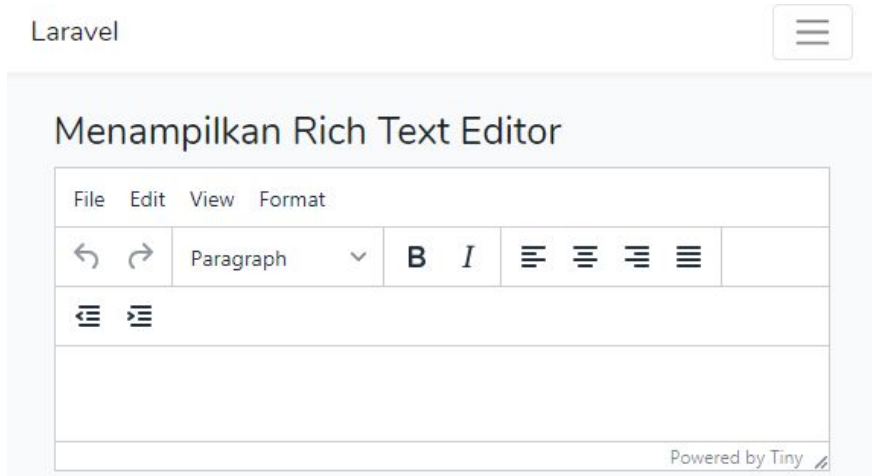 Laravel
Menampilkan Rich Text Editor
File Edit View Format
Paragraph B I
Powered by Tiny